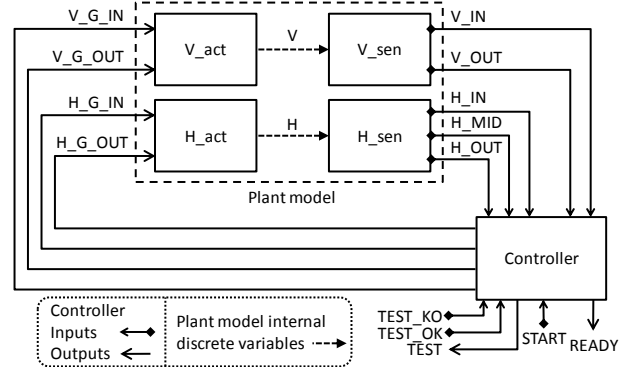 V_G_IN
V
V_IN
V_act
V_sen
V_G_OUT
V_OUT
H_G_IN
H_IN
H
H_MID
H_act
H_sen
H_G_OUT
H_OUT
Plant model
Controller
Controller
Inputs
Outputs
Plant model internal
discrete variables
TEST_KO
TEST_OK
TEST
START
READY